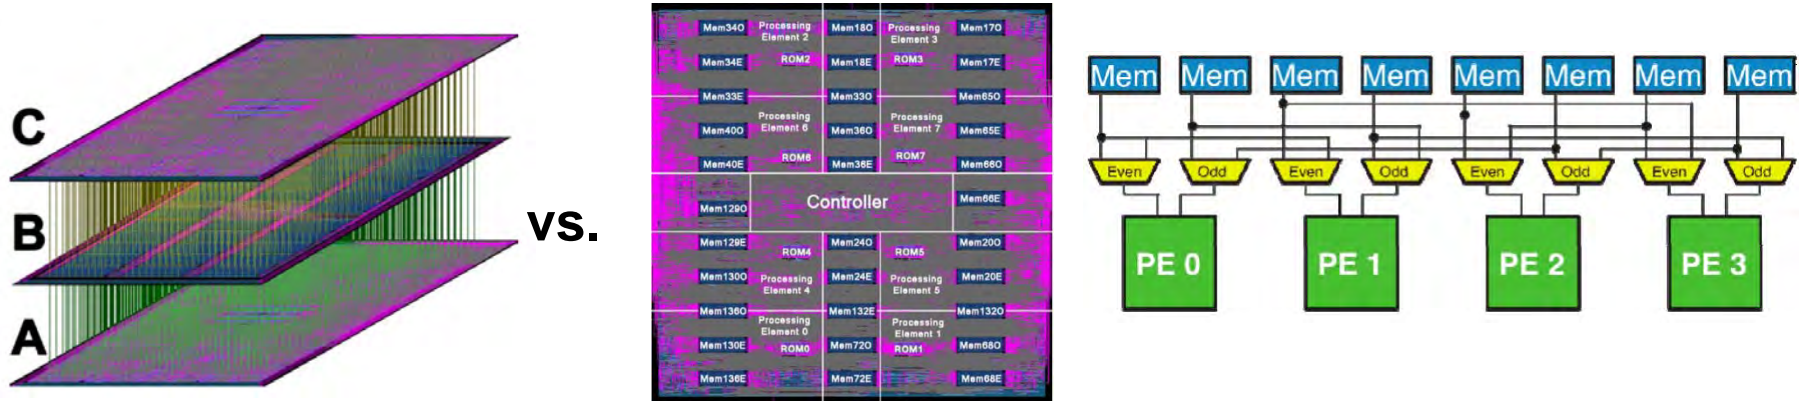 C
B
A
vs.
Mem34O
Processing
Element 2
Mem18O
Processing
Element 3
Mem17O
Mem34E
ROM2
Mem18E
ROM3
Mem17E
Mem33E
Mem33O
Mem65O
Mem40O
Processing
Element 6
Mem36O
Processing
Element 7
Mem65E
Mem40E
ROM6
Mem36E
ROM7
Mem66O
Mem129O
Controller
Mem66E
Mem129E
ROM4
Mem24O
ROM5
Mem20O
Mem130O
Processing
Element 4
Mem24E
Processing
Element 5
Mem20E
Mem136O
Mem132E
Mem132O
Processing
Element 0
Processing
Element 1
Mem130E
ROM0
Mem72O
ROM1
Mem68O
Mem136E
Mem72E
Mem68E
Mem Mem Mem Mem Mem Mem Mem Mem
Even Odd Even Odd Even Odd Even Odd
PE 0 PE 1 PE 2 PE 3